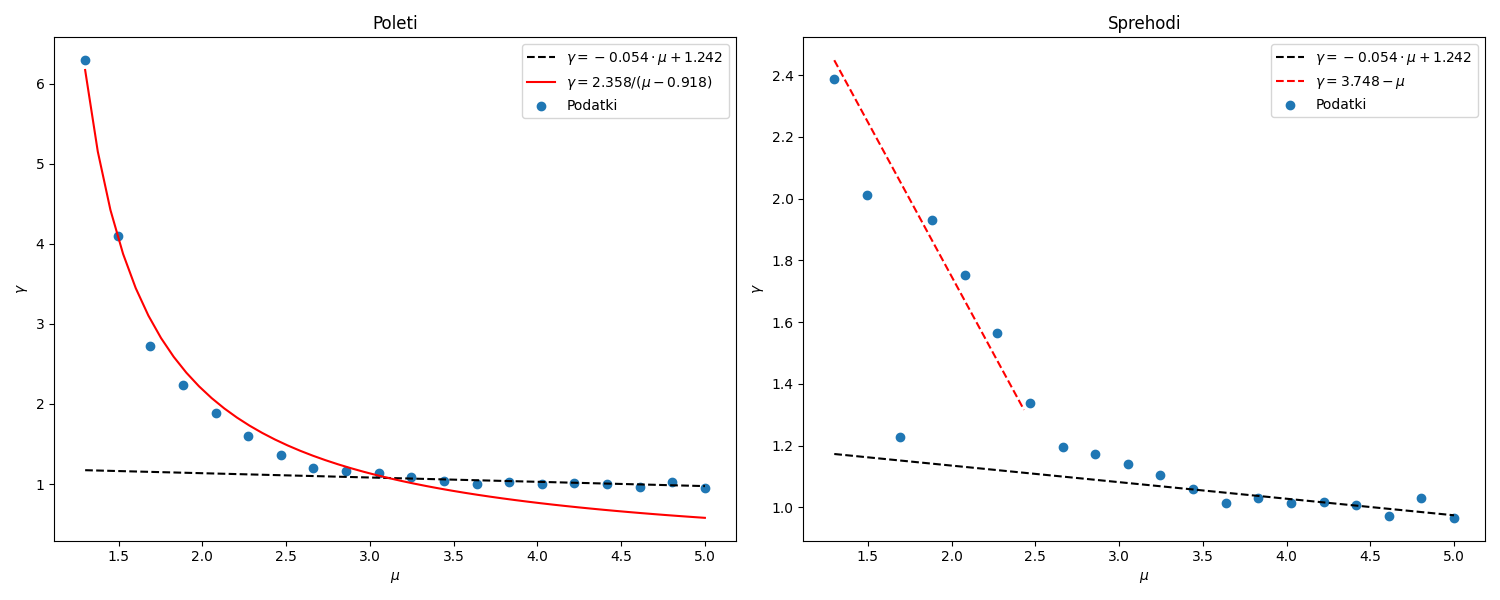 Poleti
γ = − 0.054 · μ + 1.242
γ = 2.358/(μ − 0.918)
Podatki
6
5
4
3
2
1
γ
1.5 2.0 2.5 3.0 3.5 4.0 4.5 5.0
μ
Sprehodi
γ = − 0.054 · μ + 1.242
γ = 3.748 − μ
Podatki
2.4
2.2
2.0
1.8
1.6
1.4
1.2
1.0
γ
1.5 2.0 2.5 3.0 3.5 4.0 4.5 5.0
μ